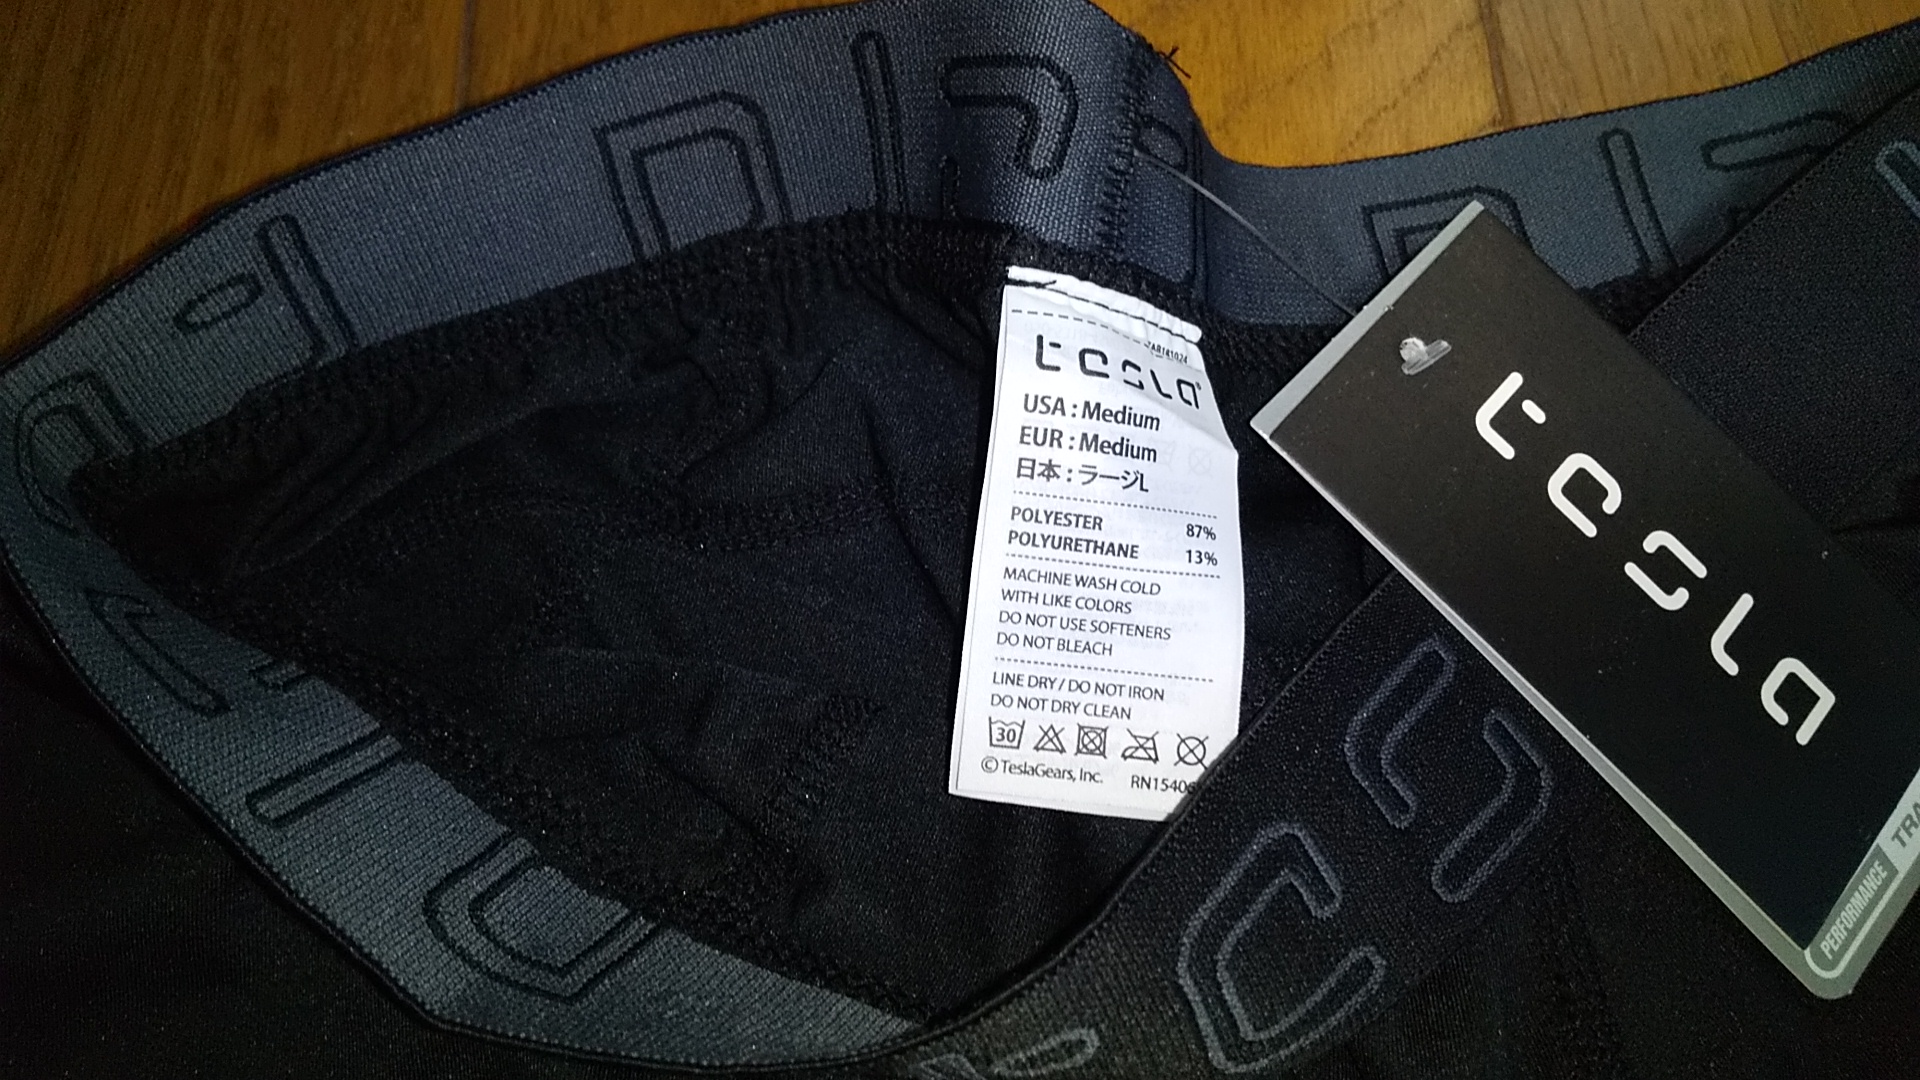 tesla
USA : Medium
EUR : Medium
日本 : ラージL
POLYESTER 87%
POLYURETHANE 13%
MACHINE WASH COLD
WITH LIKE COLORS
DO NOT USE SOFTENERS
DO NOT BLEACH
LINE DRY / DO NOT IRON
DO NOT DRY CLEAN
30
© TeslaGears, Inc.
tesla
PERFORMANCE